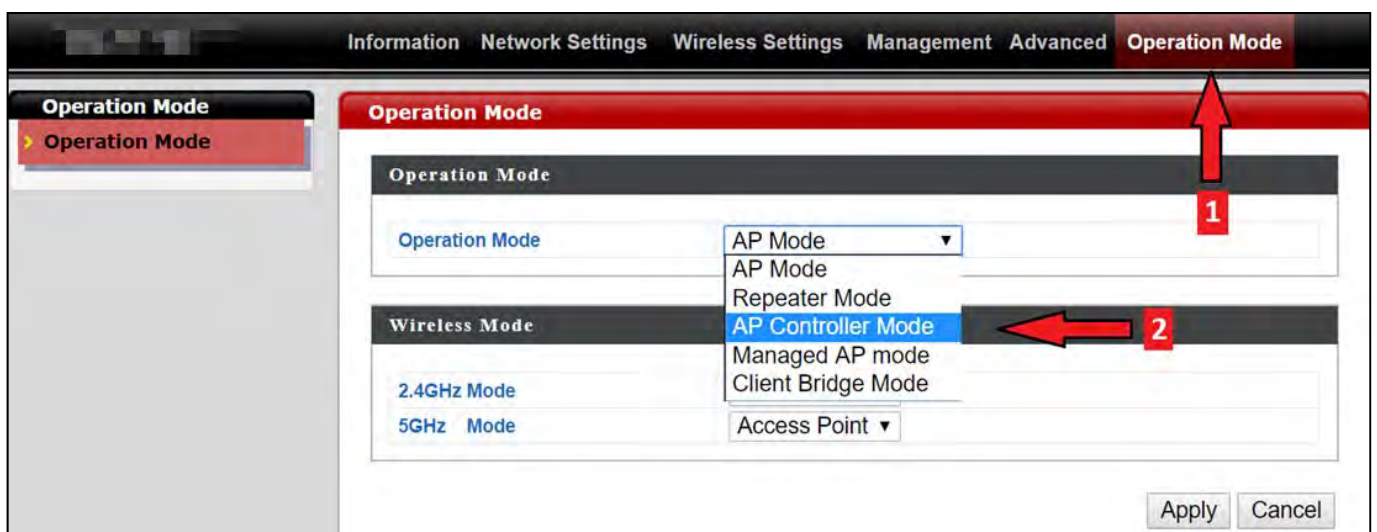 Information Network Settings Wireless Settings Management Advanced Operation Mode
Operation Mode
Operation Mode
Operation Mode
Operation Mode
Operation Mode AP Mode
AP Mode
Repeater Mode
AP Controller Mode
Managed AP mode
Client Bridge Mode
1
2
Wireless Mode
2.4GHz Mode
5GHz Mode Access Point
Apply Cancel